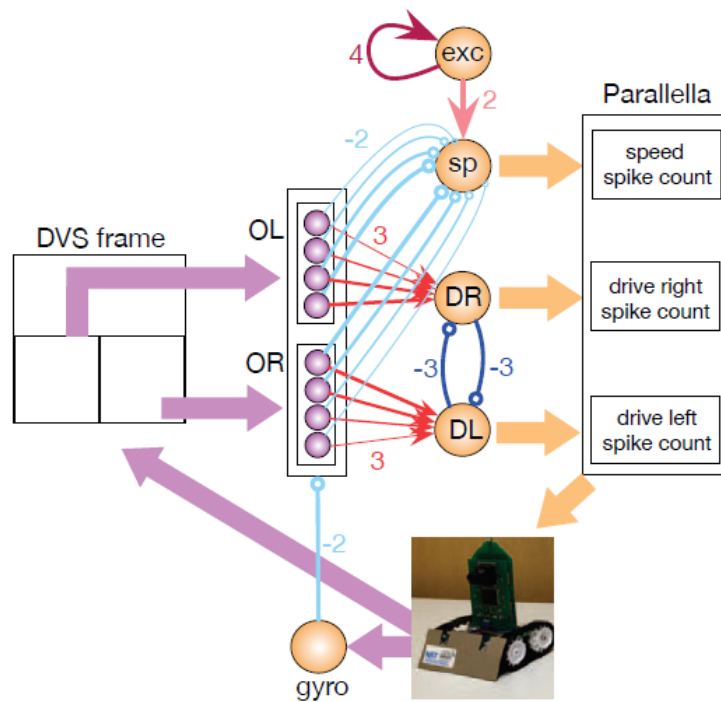 exc
4
2
Parallella
-2
sp
speed
spike count
DVS frame
OL
3
DR
drive right
spike count
OR
-3
-3
DL
drive left
spike count
3
-2
gyro